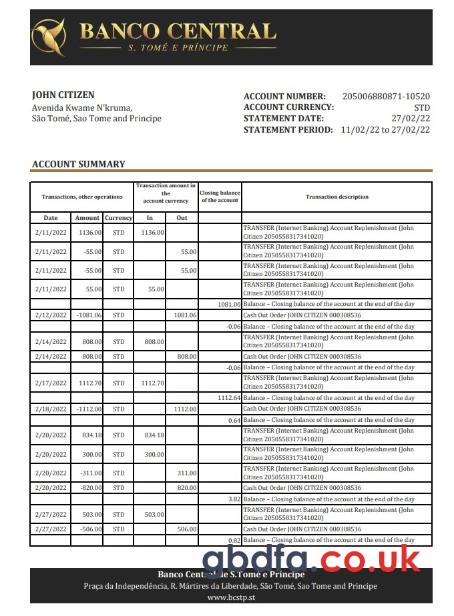 BANCO CENTRAL
S. TOMÉ E PRÍNCIPE
JOHN CITIZEN
Avenida Kwame N'kruma,
São Tomé, Sao Tome and Principe
ACCOUNT NUMBER: 205006880871-10520
ACCOUNT CURRENCY: STD
STATEMENT DATE: 27/02/22
STATEMENT PERIOD: 11/02/22 to 27/02/22
ACCOUNT SUMMARY
Transactions, other operations
Transaction amount in
the
account currency
Closing balance
of the account
Transaction description
Date Amount Currency In Out
2/11/2022 1136.00 STD 1136.00 TRANSFER (Internet Banking) Account Replenishment (John
Citizen 2050558317341020)
2/11/2022 -55.00 STD 55.00 TRANSFER (Internet Banking) Account Replenishment (John
Citizen 2050558317341020)
2/11/2022 -55.00 STD 55.00 TRANSFER (Internet Banking) Account Replenishment (John
Citizen 2050558317341020)
2/11/2022 55.00 STD 55.00 TRANSFER (Internet Banking) Account Replenishment (John
Citizen 2050558317341020)
1081.00 Balance – Closing balance of the account at the end of the day
2/12/2022 -1081.06 STD 1081.06 Cash Out Order JOHN CITIZEN 000308536
-0.06 Balance – Closing balance of the account at the end of the day
2/14/2022 808.00 STD 808.00 TRANSFER (Internet Banking) Account Replenishment (John
Citizen 2050558317341020)
2/14/2022 -808.00 STD 808.00 Cash Out Order JOHN CITIZEN 000308536
-0.06 Balance – Closing balance of the account at the end of the day
2/17/2022 1112.70 STD 1112.70 TRANSFER (Internet Banking) Account Replenishment (John
Citizen 2050558317341020)
1112.64 Balance – Closing balance of the account at the end of the day
2/18/2022 -1112.00 STD 1112.00 Cash Out Order JOHN CITIZEN 000308536
0.64 Balance – Closing balance of the account at the end of the day
2/20/2022 834.18 STD 834.18 TRANSFER (Internet Banking) Account Replenishment (John
Citizen 2050558317341020)
2/20/2022 300.00 STD 300.00 TRANSFER (Internet Banking) Account Replenishment (John
Citizen 2050558317341020)
2/20/2022 -311.00 STD 311.00 TRANSFER (Internet Banking) Account Replenishment (John
Citizen 2050558317341020)
2/20/2022 -820.00 STD 820.00 Cash Out Order JOHN CITIZEN 000308536
3.82 Balance – Closing balance of the account at the end of the day
2/27/2022 503.00 STD 503.00 TRANSFER (Internet Banking) Account Replenishment (John
Citizen 2050558317341020)
2/27/2022 -506.00 STD 506.00 Cash Out Order JOHN CITIZEN 000308536
0.82 Balance – Closing balance of the account at the end of the day
abdfa.co.uk
Banco Central de S.Tomé e Príncipe
Praça da Independência, R. Mártires da Liberdade, São Tomé, Sao Tome and Principe
www.bcstp.st